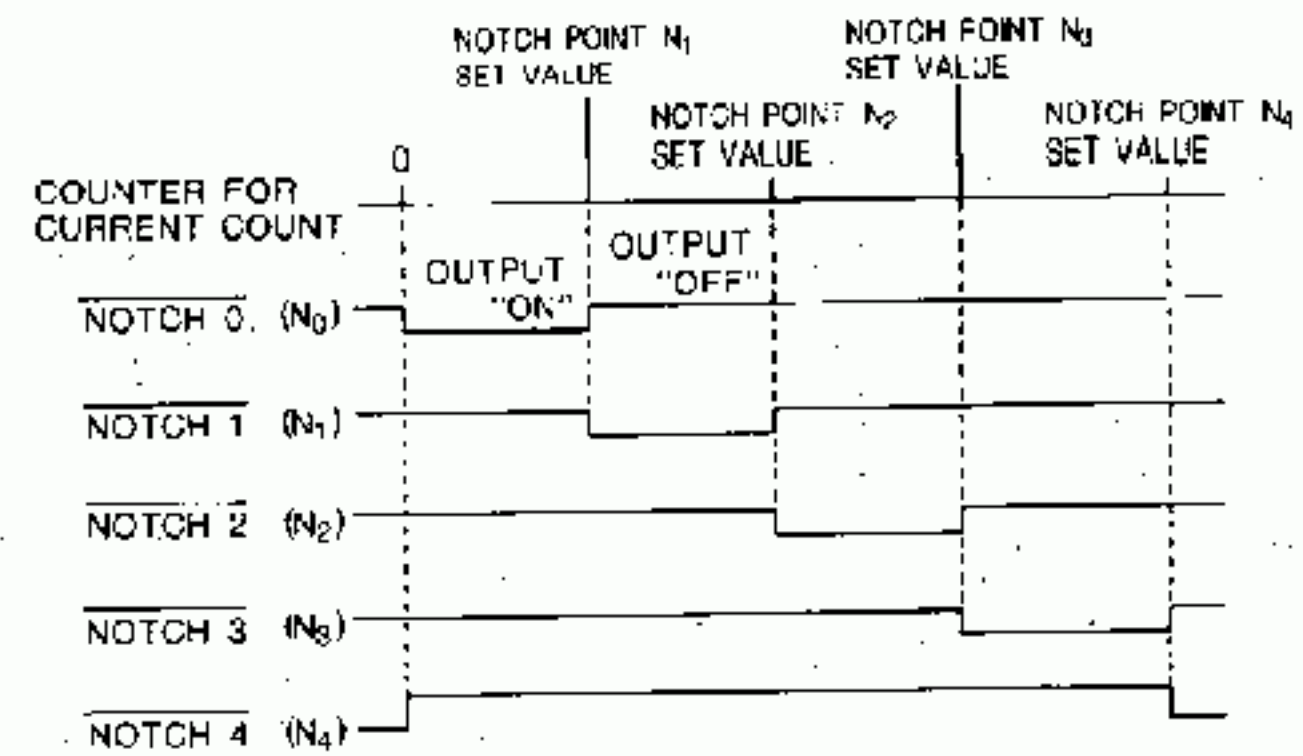 NOTCH POINT N₁
SET VALUE
NOTCH POINT N₃
SET VALUE
NOTCH POINT N₂
SET VALUE
NOTCH POINT N₄
SET VALUE
0
COUNTER FOR
CURRENT COUNT
OUTPUT
"ON"
OUTPUT
"OFF"
NOTCH 0. (N₀)
NOTCH 1 (N₁)
NOTCH 2 (N₂)
NOTCH 3 (N₃)
NOTCH 4 (N₄)